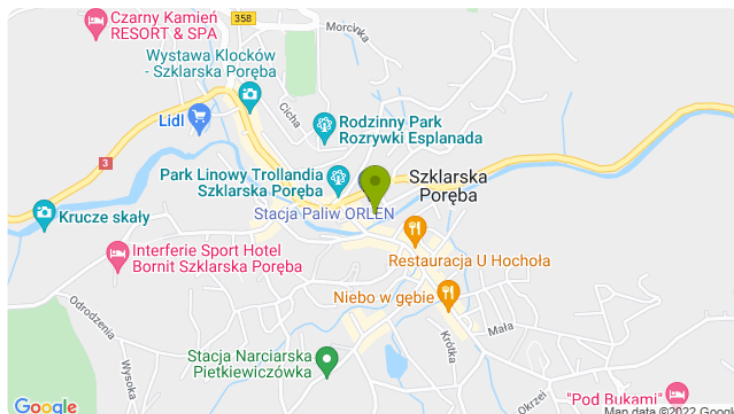 Czarny Kamień
RESORT & SPA
358
Morcinka
Wystawa Klocków
- Szklarska Poręba
Cicha
Lidl
Rodzinny Park
Rozrywki Esplanada
3
Park Linowy Trollandia
Szklarska Poręba
Szklarska
Poręba
Stacja Paliw ORLEN
Krucze skały
Interferie Sport Hotel
Bornit Szklarska Poręba
Restauracja U Hochoła
Niebo w gębie
Odrodzenia
Mała
Krótka
Stacja Narciarska
Pietkiewiczówka
Wysoka
Okrzei
"Pod Bukami"
Google
Map data ©2022 Google